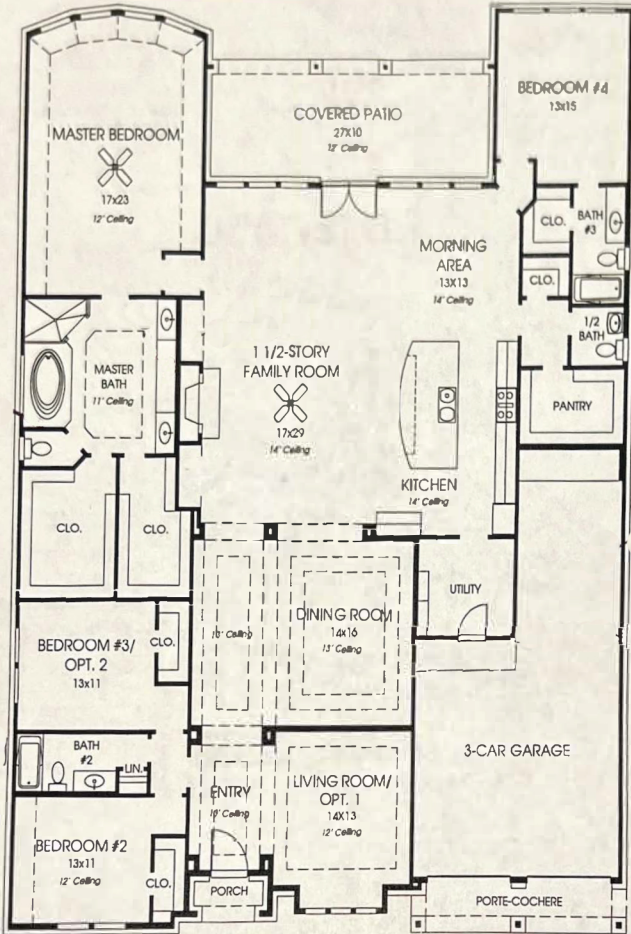 BEDROOM #4
13X15
COVERED PATIO
27X10
12' Ceiling
MASTER BEDROOM
17x23
12' Ceiling
CLO.
BATH
#3
MORNING
AREA
13X13
14' Ceiling
CLO.
1/2
BATH
1 1/2-STORY
FAMILY ROOM
17x29
14' Ceiling
MASTER
BATH
11' Ceiling
PANTRY
KITCHEN
14' Ceiling
CLO.
CLO.
UTILITY
DINING ROOM
14x16
13' Ceiling
Ceiling
BEDROOM #3/
OPT. 2
13x11
CLO.
BATH
#2
LIN.
3-CAR GARAGE
ENTRY
Ceiling
LIVING ROOM/
OPT. 1
14X13
12' Ceiling
BEDROOM #2
13x11
12' Ceiling
CLO.
PORCH
PORTE-COCHERE